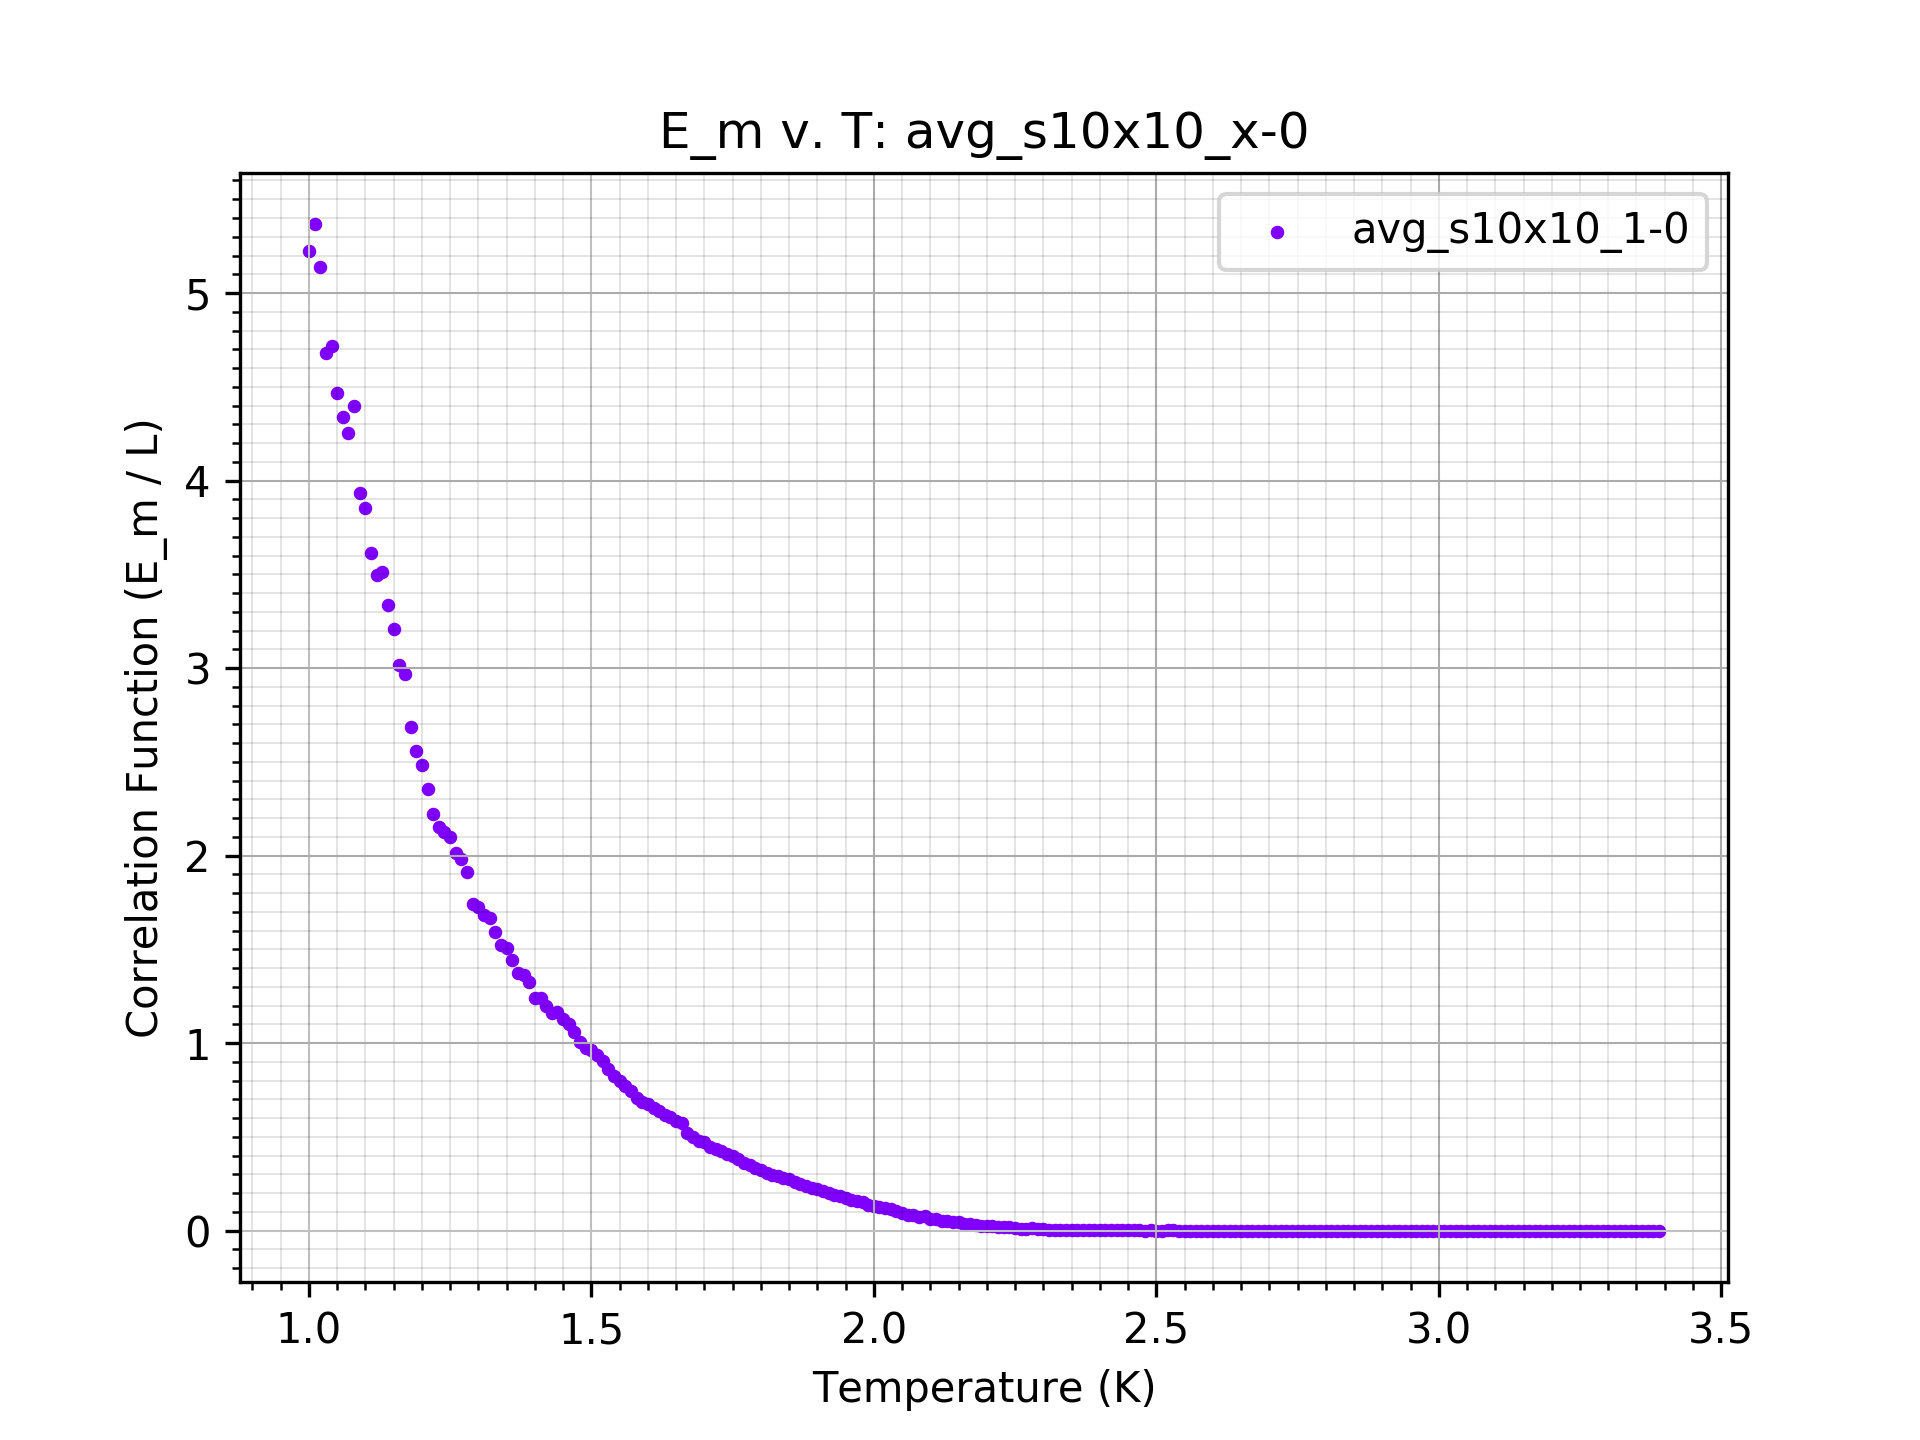 E_m v. T: avg_s10x10_x-0
avg_s10x10_1-0
Correlation Function (E_m / L)
5
4
3
2
1
0
1.0 1.5 2.0 2.5 3.0 3.5
Temperature (K)